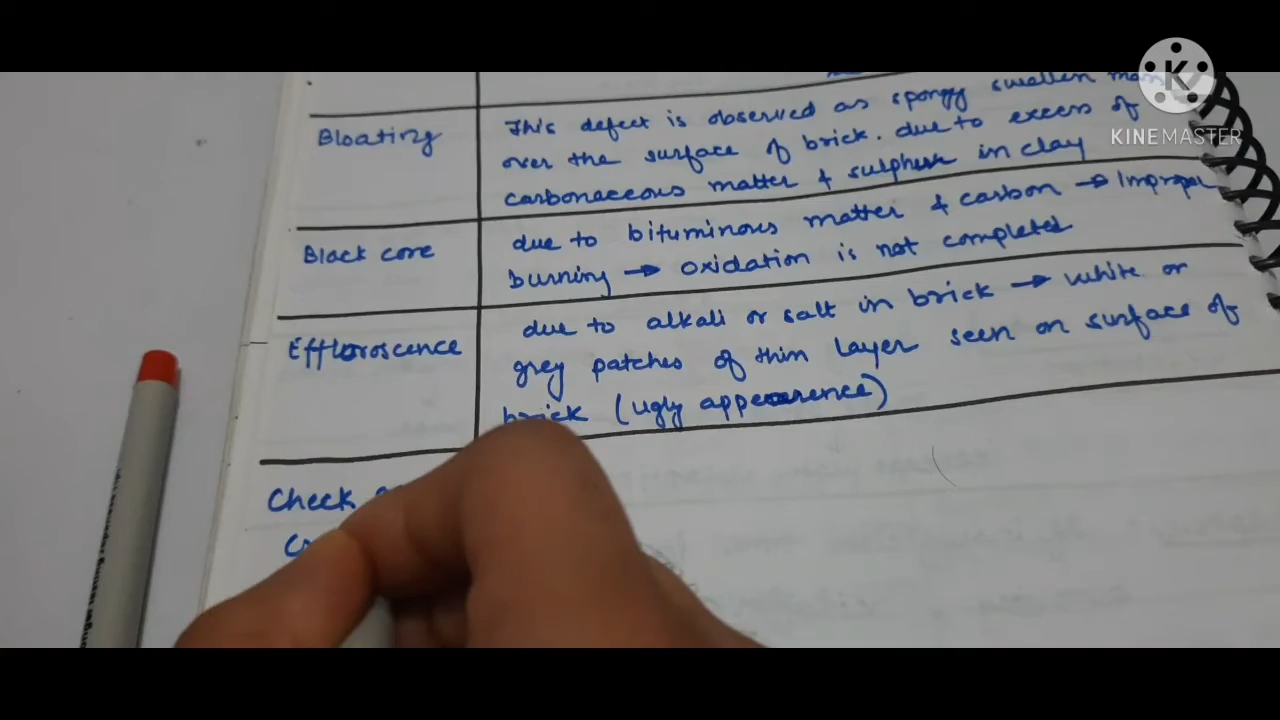 K
KINEMASTER
Bloating
This defect is observed as spongy swollen
over the surface of brick. due to excess of
carbonaceous matter & sulphur in clay
Black core
due to bituminous matter & carbon → Improper
burning → oxidation is not completed
Effloroscence
due to alkali or salt in brick → white or
grey patches of thin layer seen on surface of
brick (ugly appearence)
Check